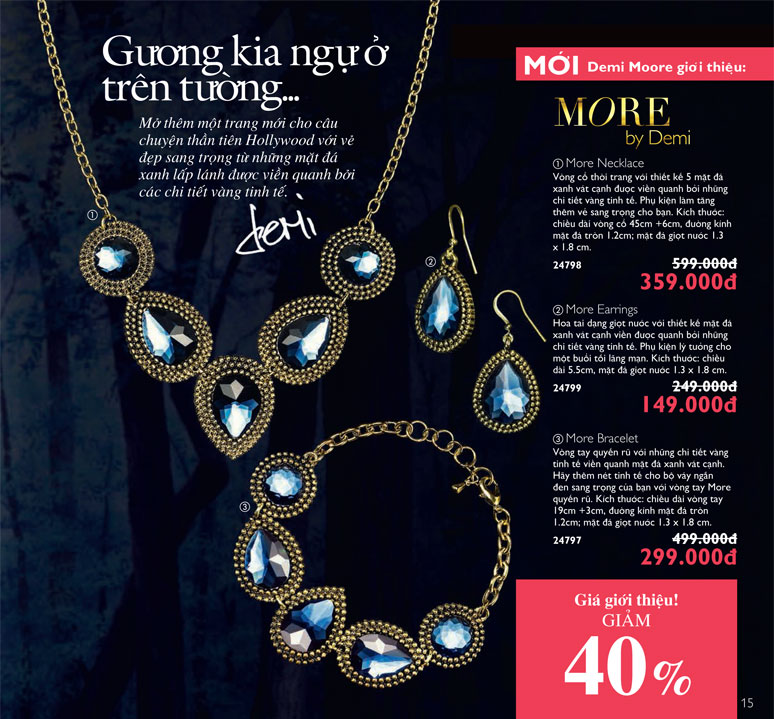 Gương kia ngự ở
trên tường...
Mở thêm một trang mới cho câu
chuyện thần tiên Hollywood với vẻ
đẹp sang trọng từ những mặt đá
xanh lấp lánh được viền quanh bởi
các chi tiết vàng tinh tế.
Demi
MỚI Demi Moore giới thiệu:
MORE
by Demi
① More Necklace
Vòng cổ thời trang với thiết kế 5 mặt đá
xanh vát cạnh được viền quanh bởi những
chi tiết vàng tinh tế. Phụ kiện làm tăng
thêm vẻ sang trọng cho bạn. Kích thước:
chiều dài vòng cổ 45cm +6cm, đường kính
mặt đá tròn 1.2cm; mặt đá giọt nước 1.3
x 1.8 cm.
24798 599.000đ
359.000đ
② More Earrings
Hoa tai dạng giọt nước với thiết kế mặt đá
xanh vát cạnh viền được quanh bởi những
chi tiết vàng tinh tế. Phụ kiện lý tưởng cho
một buổi tối lãng mạn. Kích thước: chiều
dài 5.5cm, mặt đá giọt nước 1.3 x 1.8 cm.
24799 249.000đ
149.000đ
③ More Bracelet
Vòng tay quyến rũ với những chi tiết vàng
tinh tế viền quanh mặt đá xanh vát cạnh.
Hãy thêm nét tinh tế cho bộ váy ngắn
đen sang trọng của bạn với vòng tay More
quyến rũ. Kích thước: chiều dài vòng tay
19cm +3cm, đường kính mặt đá tròn
1.2cm; mặt đá giọt nước 1.3 x 1.8 cm.
24797 499.000đ
299.000đ
Giá giới thiệu!
GIẢM
40%
①
②
③
15